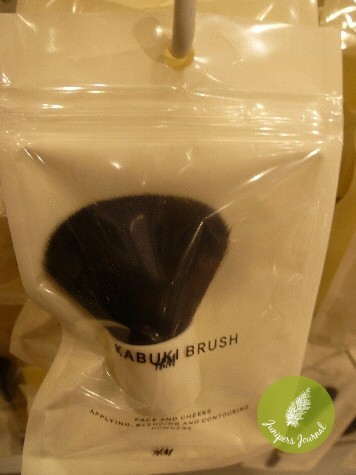 KABUKI BRUSH
H&M
FACE AND CHEEKS
APPLYING, BLENDING AND CONTOURING
POWDERS
H&M
Junipers Journal